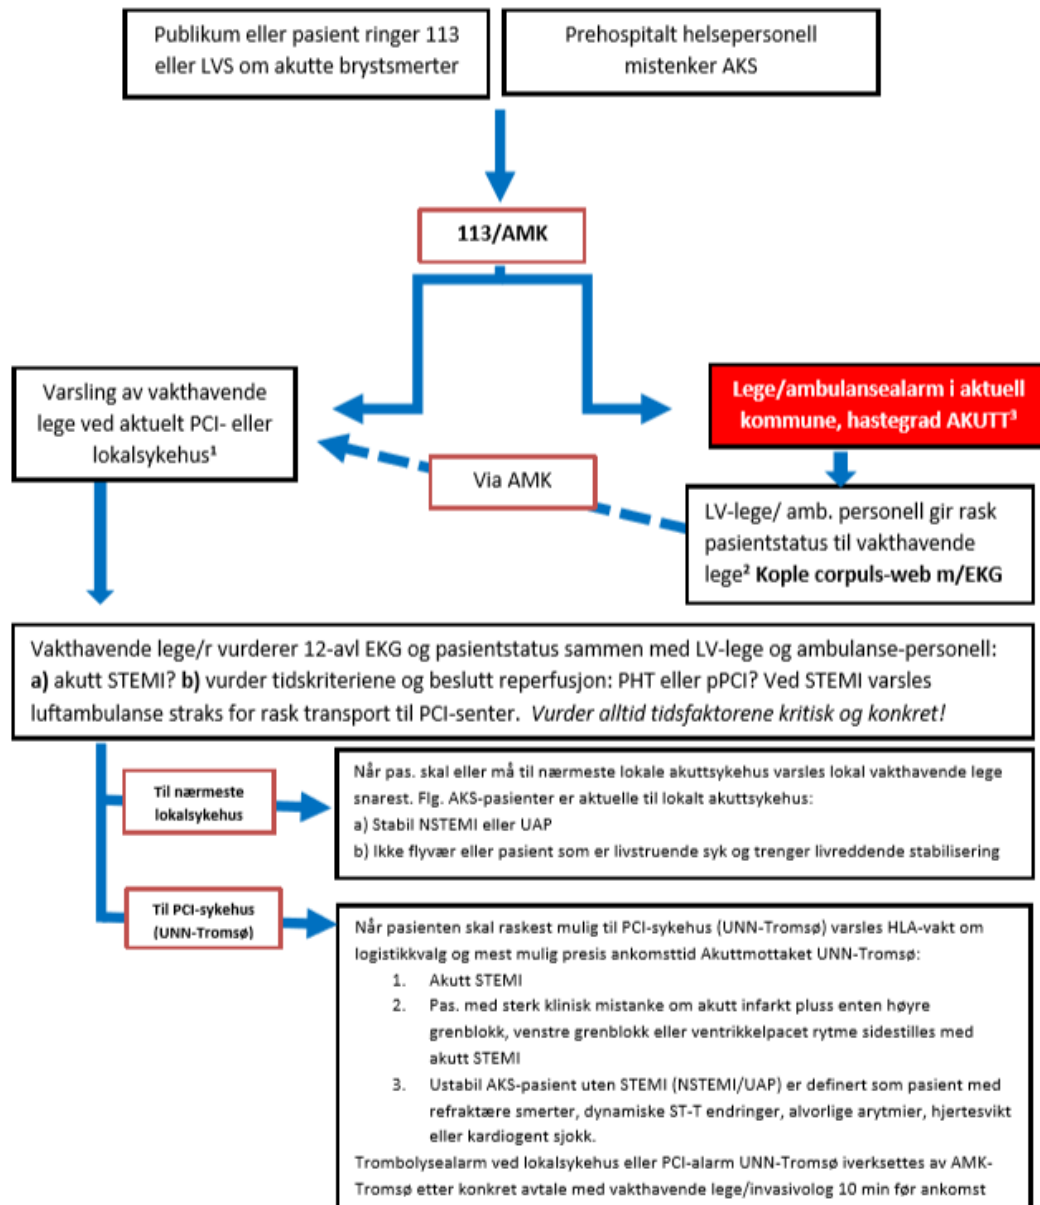 Publikum eller pasient ringer 113
eller LVS om akutte brystsmerter
Prehospitalt helsepersonell
mistenker AKS
113/AMK
Varsling av vakthavende
lege ved aktuelt PCI- eller
lokalsykehus¹
Lege/ambulansealarm i aktuell
kommune, hastegrad AKUTT³
Via AMK
LV-lege/ amb. personell gir rask
pasientstatus til vakthavende
lege² Kople corpuls-web m/EKG
Vakthavende lege/r vurderer 12-avl EKG og pasientstatus sammen med LV-lege og ambulanse-personell:
a) akutt STEMI? b) vurder tidskriteriene og beslutt reperfusjon: PHT eller pPCI? Ved STEMI varsles
luftambulanse straks for rask transport til PCI-senter. Vurder alltid tidsfaktorene kritisk og konkret!
Til nærmeste
lokalsykehus
Når pas. skal eller må til nærmeste lokale akuttsykehus varsles lokal vakthavende lege
snarest. Flg. AKS-pasienter er aktuelle til lokalt akuttsykehus:
a) Stabil NSTEMI eller UAP
b) Ikke flyvær eller pasient som er livstruende syk og trenger livreddende stabilisering
Til PCI-sykehus
(UNN-Tromsø)
Når pasienten skal raskest mulig til PCI-sykehus (UNN-Tromsø) varsles HLA-vakt om
logistikkvalg og mest mulig presis ankomsttid Akuttmottaket UNN-Tromsø:
1. Akutt STEMI
2. Pas. med sterk klinisk mistanke om akutt infarkt pluss enten høyre
grenblokk, venstre grenblokk eller ventrikkelpacet rytme sidestilles med
akutt STEMI
3. Ustabil AKS-pasient uten STEMI (NSTEMI/UAP) er definert som pasient med
refraktære smerter, dynamiske ST-T endringer, alvorlige arytmier, hjertesvikt
eller kardiogent sjokk.
Trombolysealarm ved lokalsykehus eller PCI-alarm UNN-Tromsø iverksettes av AMK-
Tromsø etter konkret avtale med vakthavende lege/invasivolog 10 min før ankomst